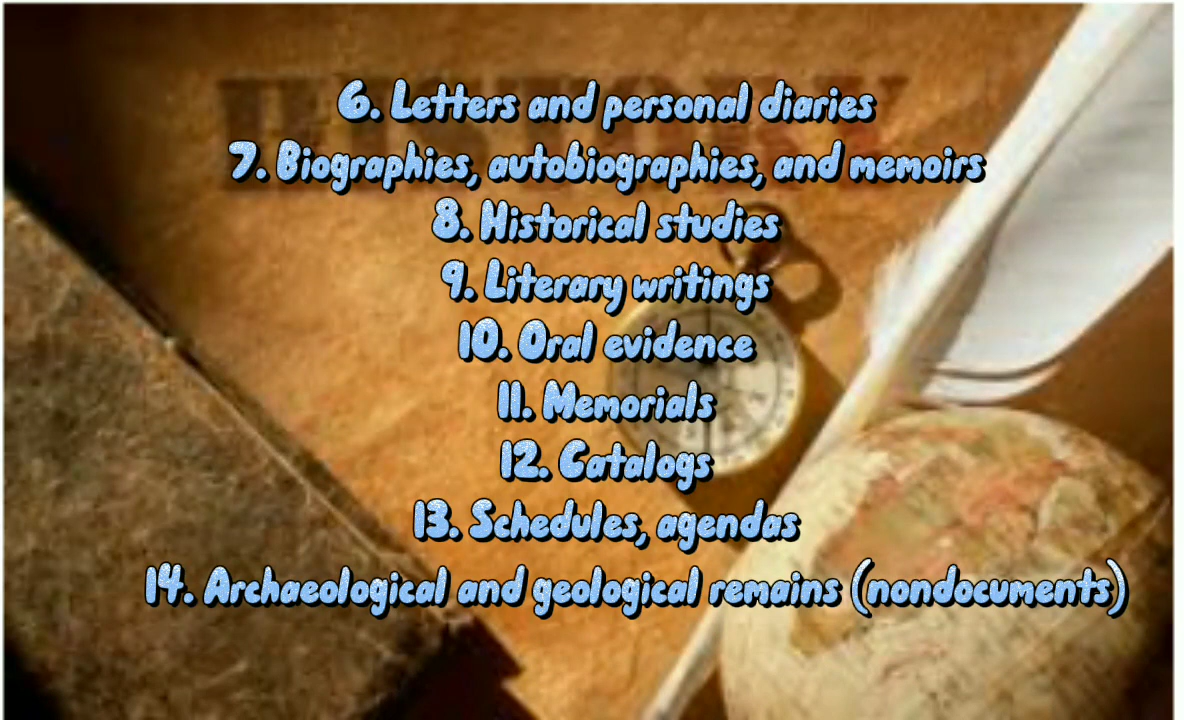 HISTORY
6. Letters and personal diaries
7. Biographies, autobiographies, and memoirs
8. Historical studies
9. Literary writings
10. Oral evidence
11. Memorials
12. Catalogs
13. Schedules, agendas
14. Archaeological and geological remains (nondocuments)